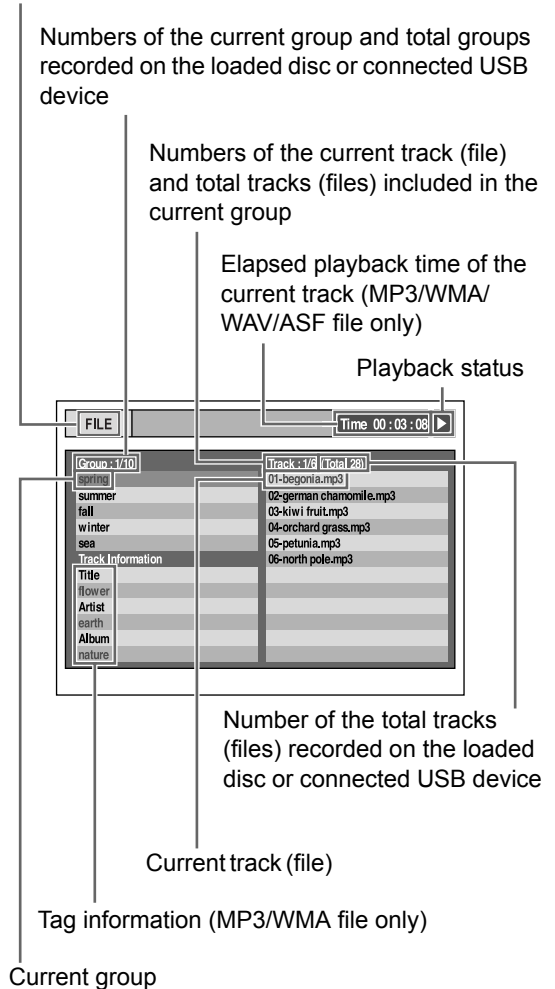 Numbers of the current group and total groups
recorded on the loaded disc or connected USB
device
Numbers of the current track (file)
and total tracks (files) included in the
current group
Elapsed playback time of the
current track (MP3/WMA/
WAV/ASF file only)
Playback status
FILE
Time 00 : 03 : 08
Group : 1/10
spring
summer
fall
winter
sea
Track Information
Title
flower
Artist
earth
Album
nature
Track : 1/6 (Total 28)
01-begonia.mp3
02-german chamomile.mp3
03-kiwi fruit.mp3
04-orchard grass.mp3
05-petunia.mp3
06-north pole.mp3
Number of the total tracks
(files) recorded on the loaded
disc or connected USB device
Current track (file)
Tag information (MP3/WMA file only)
Current group